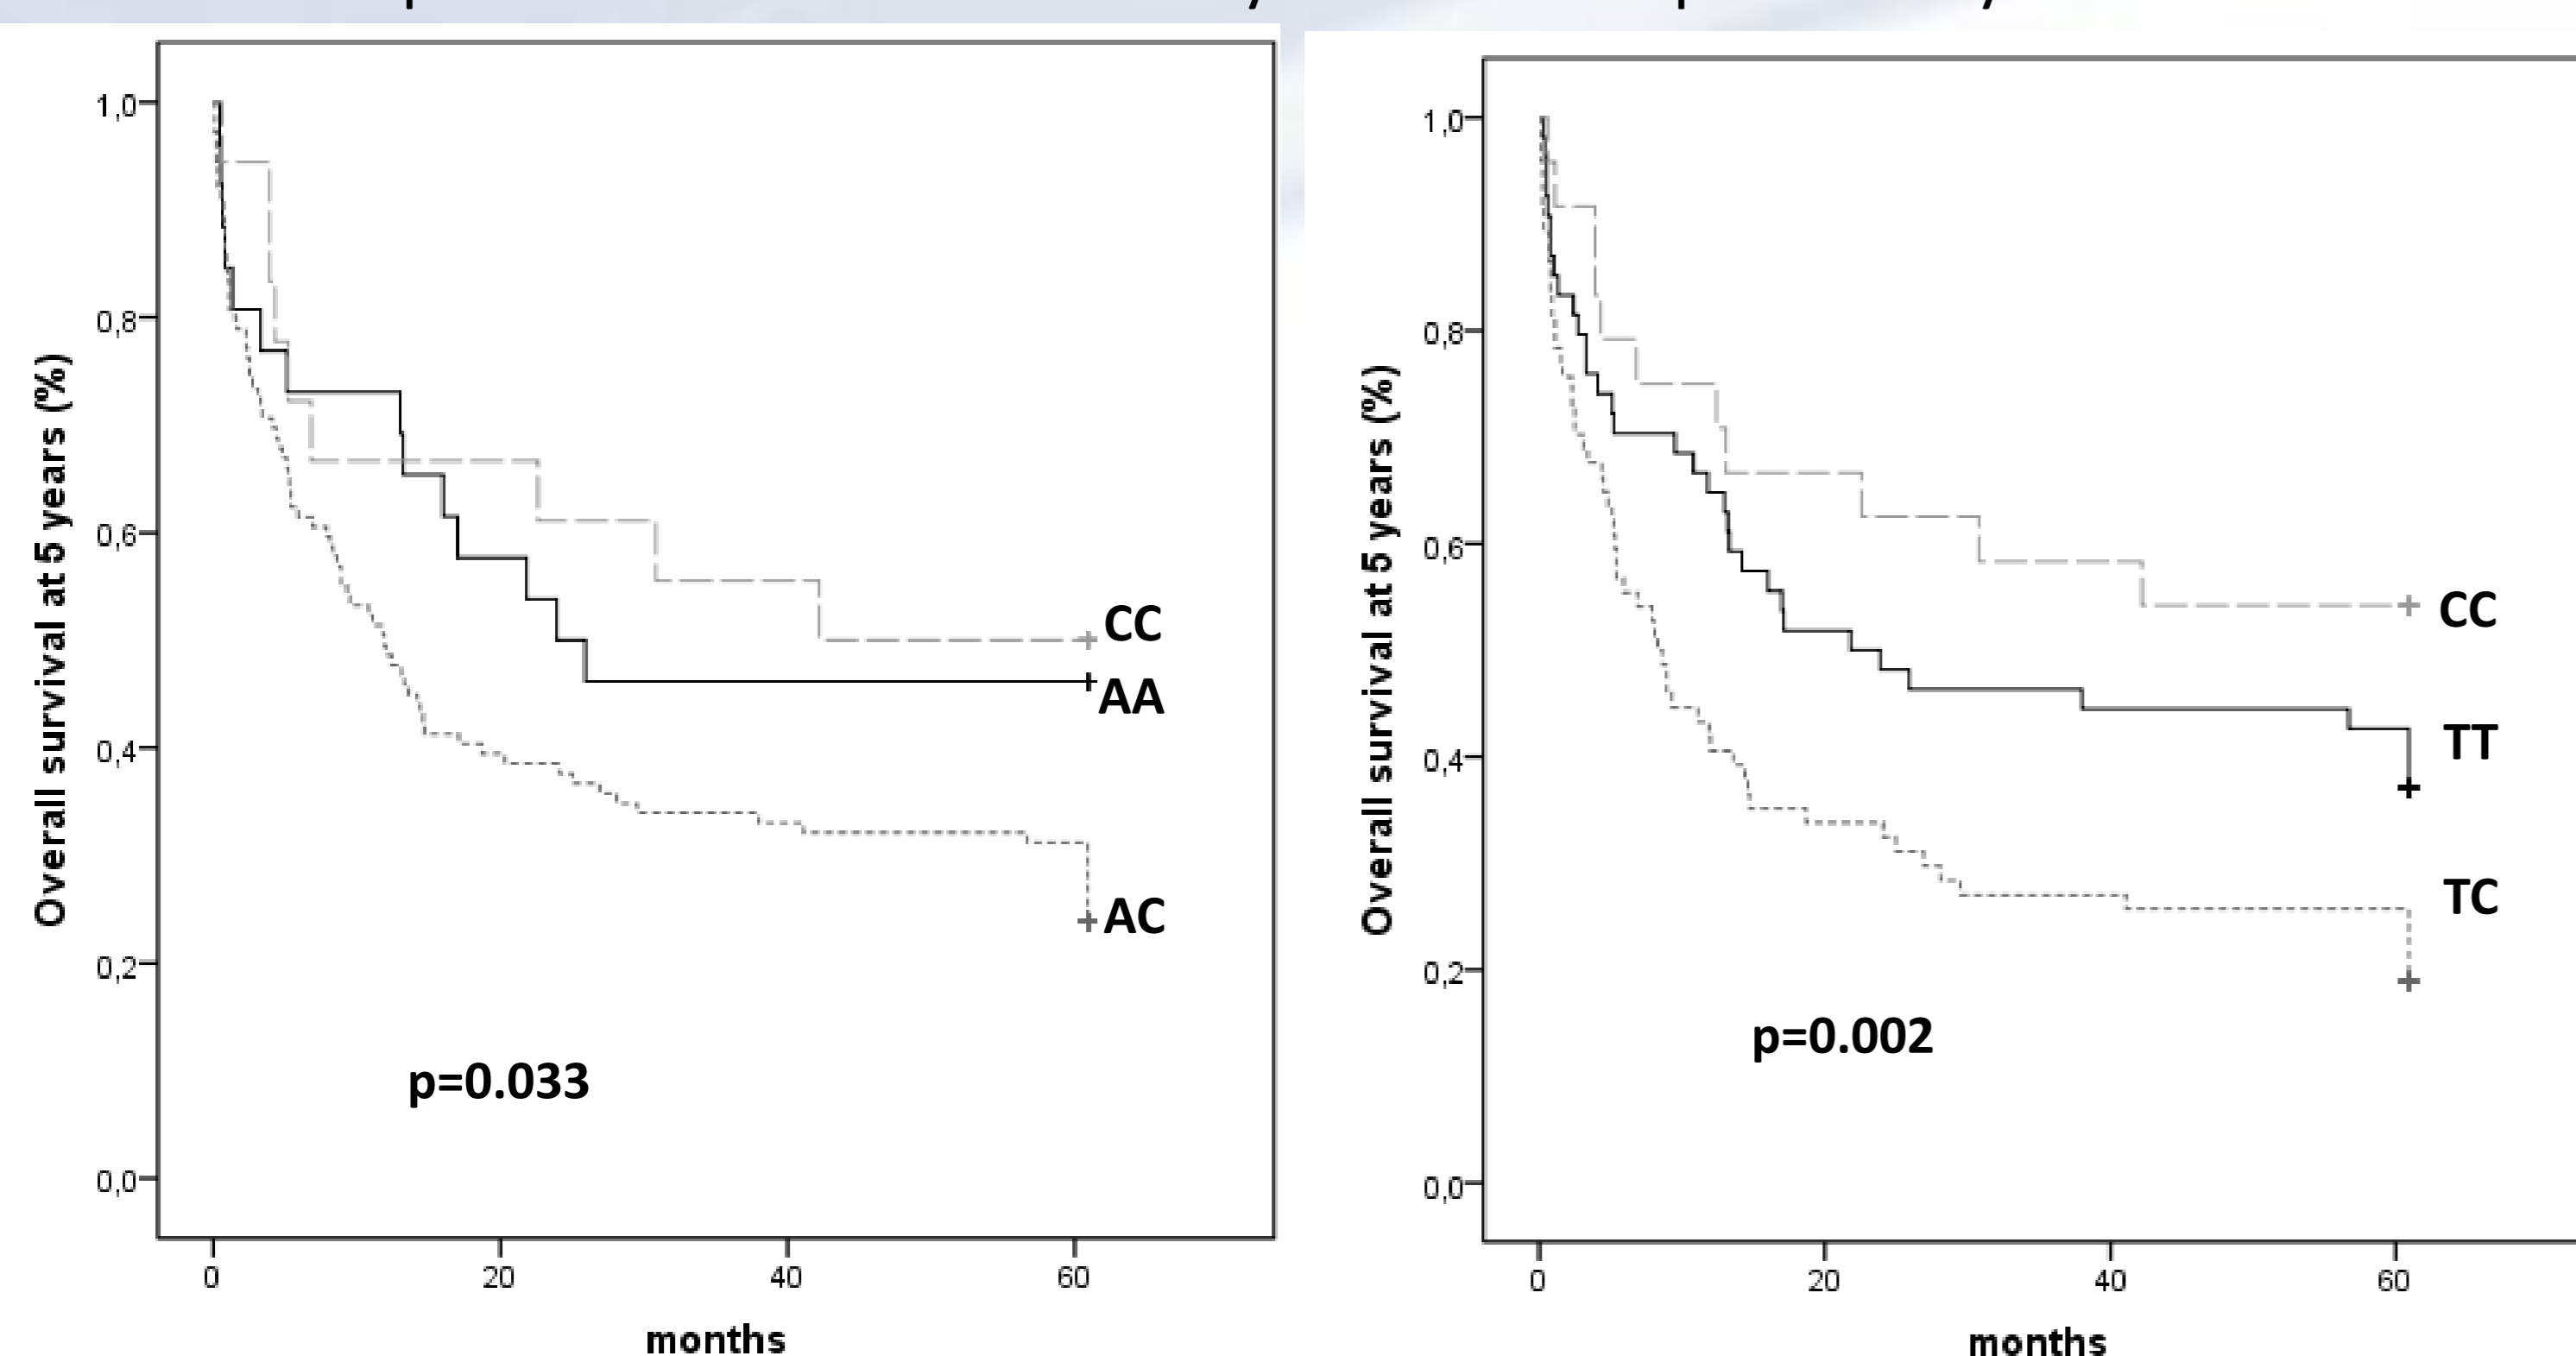 Overall survival at 5 years (%)
1,0
0,8
0,6
0,4
0,2
0,0
CC
AA
AC
p=0.033
0
20
40
60
months
Overall survival at 5 years (%)
1,0
0,8
0,6
0,4
0,2
0,0
CC
TT
TC
p=0.002
0
20
40
60
months